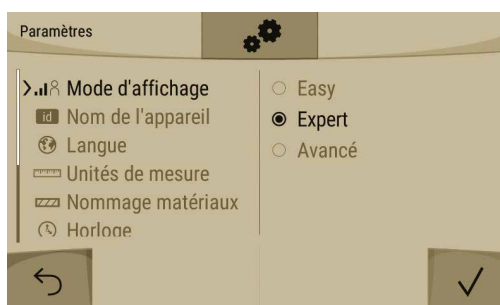 Paramètres
Mode d'affichage
id Nom de l'appareil
Langue
Unités de mesure
Nommage matériaux
Horloge
Easy
Expert
Avancé